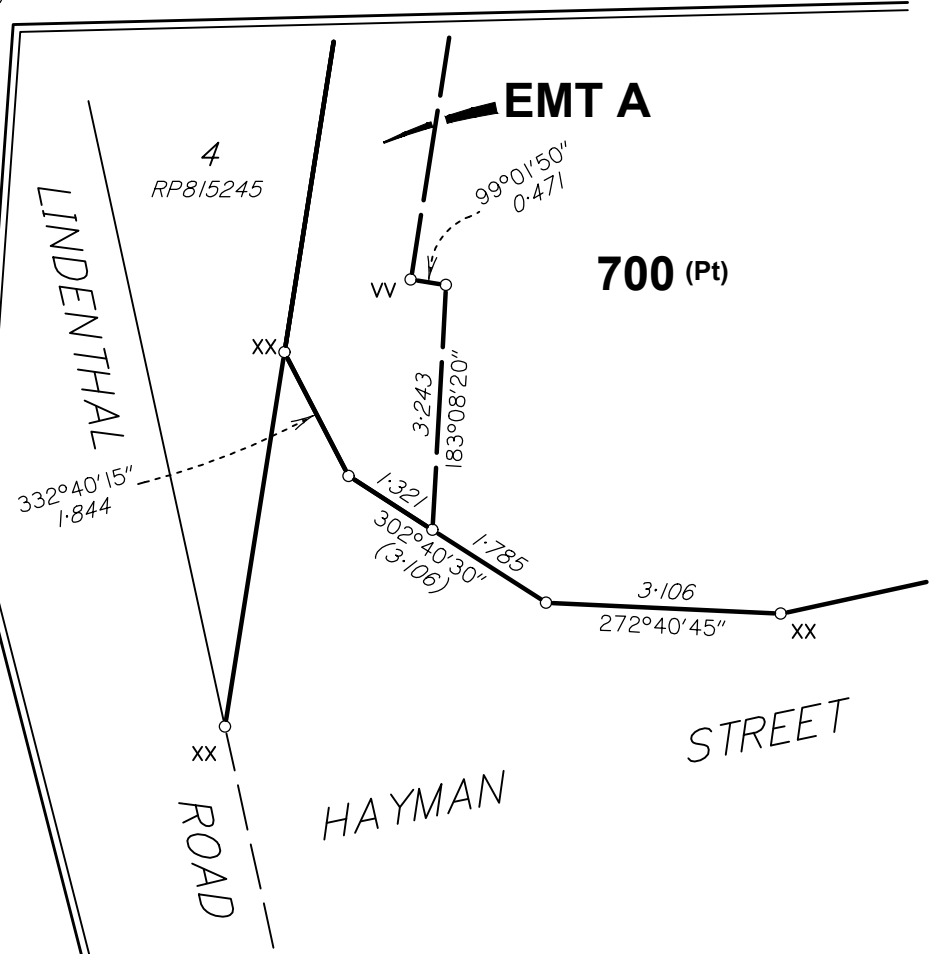 EMT A
4
RP815245
99°01'50"
0·471
LINDENTHAL
700 (Pt)
VV
XX
3·243
183°08'20"
332°40'15"
1·844
1·321
302°40'30"
(3·106)
1·785
3·106
272°40'45"
XX
XX
STREET
HAYMAN
ROAD